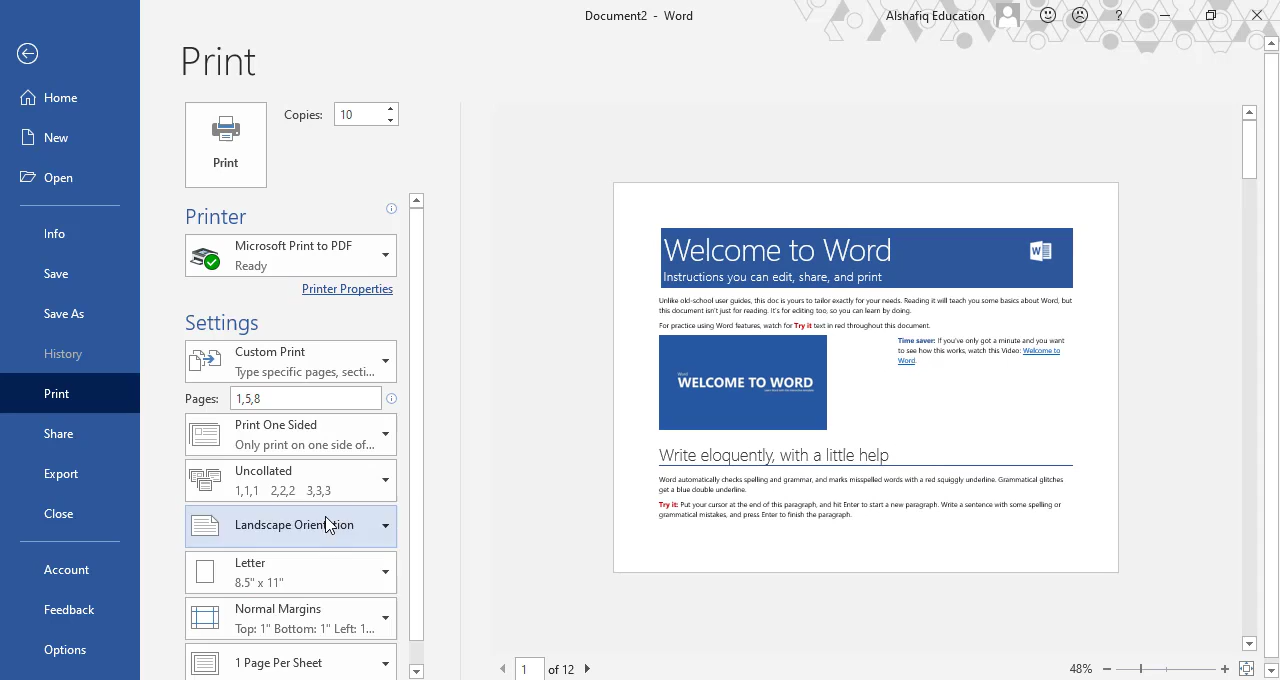 Document2 - Word
Alshafiq Education
?
Home
New
Open
Info
Save
Save As
History
Print
Share
Export
Close
Account
Feedback
Options
Print
Print
Copies: 10
Printer
Microsoft Print to PDF
Ready
Printer Properties
Settings
Custom Print
Type specific pages, secti...
Pages: 1,5,8
Print One Sided
Only print on one side of...
Uncollated
1,1,1 2,2,2 3,3,3
Landscape Orientation
Letter
8.5" x 11"
Normal Margins
Top: 1" Bottom: 1" Left: 1...
1 Page Per Sheet
Welcome to Word
Instructions you can edit, share, and print
Unlike old-school user guides, this doc is yours to tailor exactly for your needs. Reading it will teach you some basics about Word, but
this document isn't just for reading. It's for editing too, so you can learn by doing.
For practice using Word features, watch for Try it text in red throughout this document.
Time saver: If you've only got a minute and you want
to see how this works, watch this Video: Welcome to
Word.
Word
WELCOME TO WORD
Write eloquently, with a little help
Word automatically checks spelling and grammar, and marks misspelled words with a red squiggly underline. Grammatical glitches
get a blue double underline.
Try it: Put your cursor at the end of this paragraph, and hit Enter to start a new paragraph. Write a sentence with some spelling or
grammatical mistakes, and press Enter to finish the paragraph.
1 of 12
48%